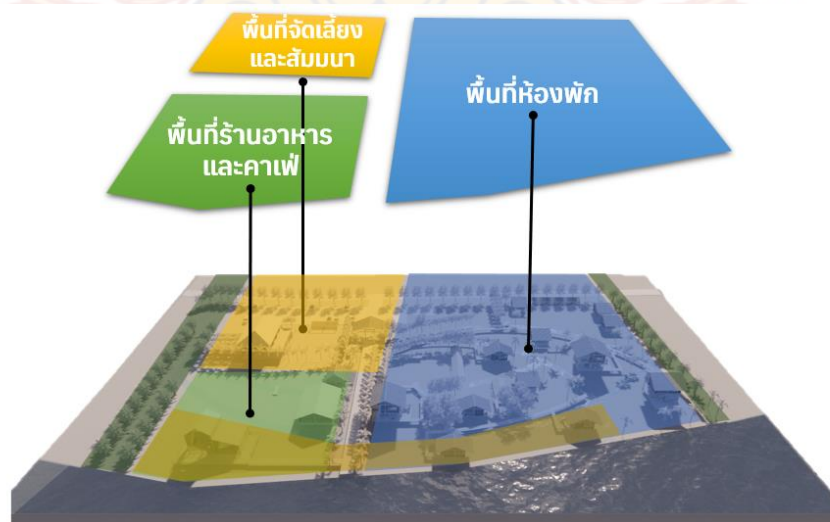 พื้นที่จัดเลี้ยง
และสัมมนา
พื้นที่ห้องพัก
พื้นที่ร้านอาหาร
และคาเฟ่